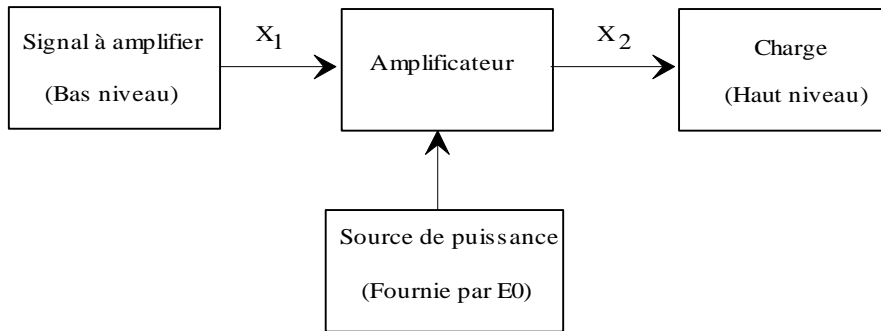 Signal à amplifier
(Bas niveau)
X1
Amplificateur
X2
Charge
(Haut niveau)
Source de puissance
(Fournie par E0)